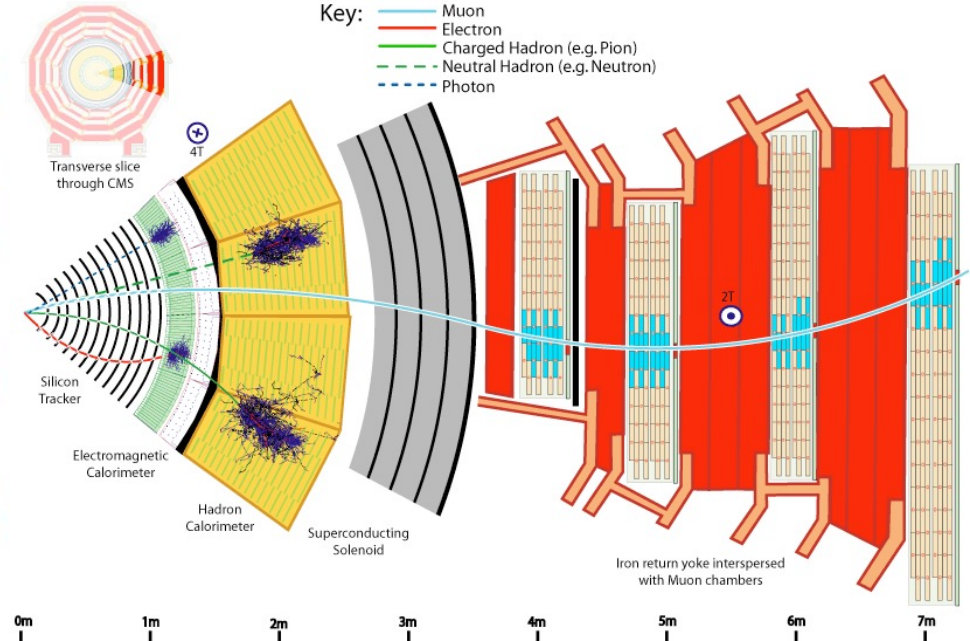 Key:
Muon
Electron
Charged Hadron (e.g. Pion)
Neutral Hadron (e.g. Neutron)
Photon
Transverse slice
through CMS
4T
2T
Silicon
Tracker
Electromagnetic
Calorimeter
Hadron
Calorimeter
Superconducting
Solenoid
Iron return yoke interspersed
with Muon chambers
0m
1m
2m
3m
4m
5m
6m
7m